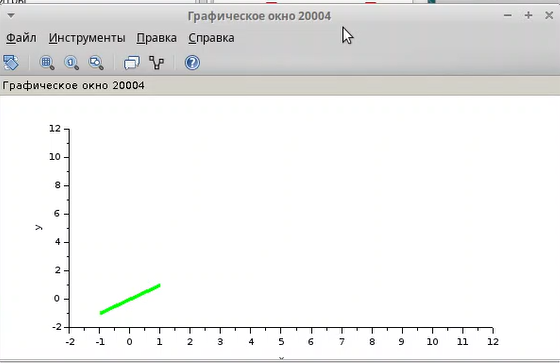 Графическое окно 20004
Файл Инструменты Правка Справка
Графическое окно 20004
12
10
8
6
y
4
2
0
-2
-2 -1 0 1 2 3 4 5 6 7 8 9 10 11 12